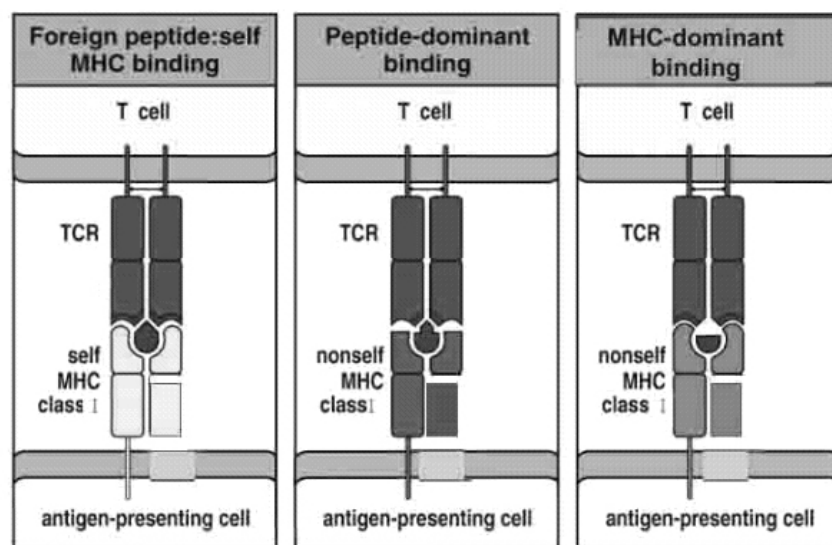 Foreign peptide:self
MHC binding
T cell
TCR
self
MHC
class I
antigen-presenting cell
Peptide-dominant
binding
T cell
TCR
nonself
MHC
class I
antigen-presenting cell
MHC-dominant
binding
T cell
TCR
nonself
MHC
class I
antigen-presenting cell